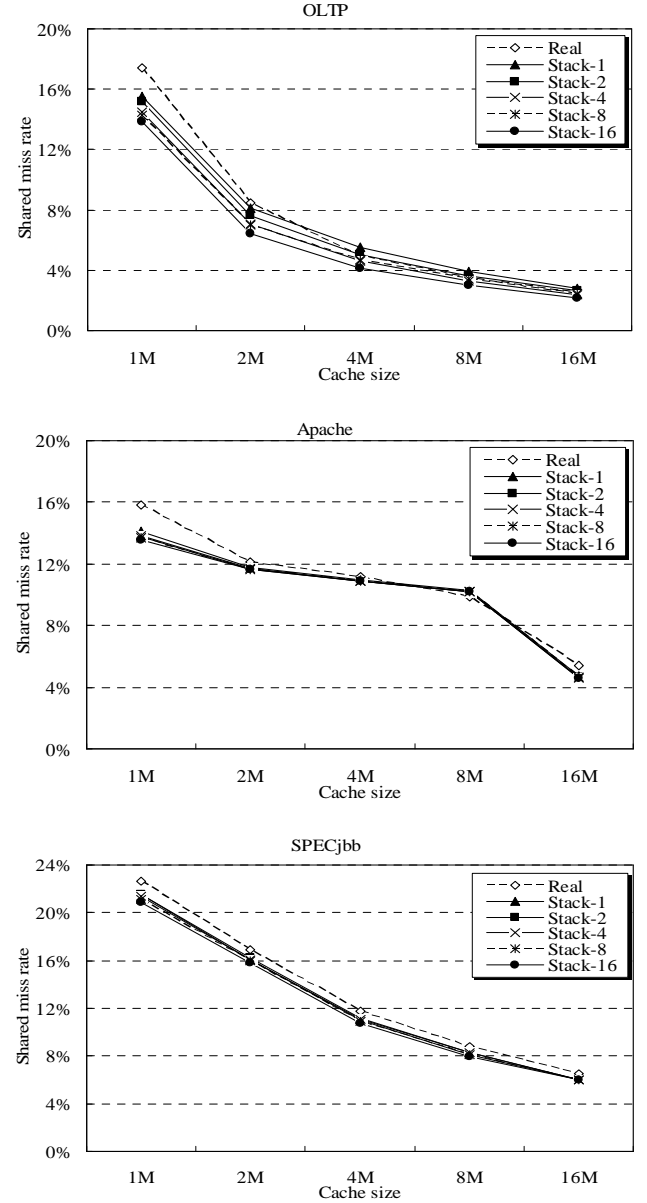 OLTP
20%
16%
12%
8%
4%
0%
Shared miss rate
Real
Stack-1
Stack-2
Stack-4
Stack-8
Stack-16
1M 2M 4M 8M 16M
Cache size
Apache
20%
16%
12%
8%
4%
0%
Shared miss rate
Real
Stack-1
Stack-2
Stack-4
Stack-8
Stack-16
1M 2M 4M 8M 16M
Cache size
SPECjbb
24%
20%
16%
12%
8%
4%
0%
Shared miss rate
Real
Stack-1
Stack-2
Stack-4
Stack-8
Stack-16
1M 2M 4M 8M 16M
Cache size